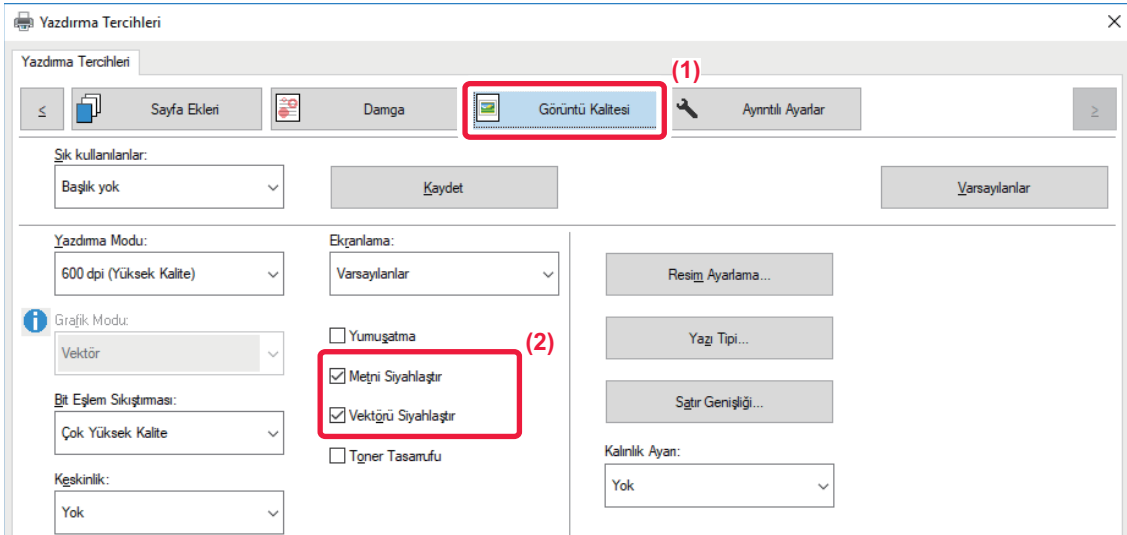 Yazdırma Tercihleri
Yazdırma Tercihleri
(1)
< Sayfa Ekleri Damga Görüntü Kalitesi Ayrıntılı Ayarlar >
Sık kullanılanlar:
Başlık yok Kaydet Varsayılanlar
Yazdırma Modu: Ekranlama:
600 dpi (Yüksek Kalite) Varsayılanlar Resim Ayarlama...
Grafik Modu:
Yumuşatma (2) Yazı Tipi...
Vektör
Metni Siyahlaştır
Bit Eşlem Sıkıştırması: Satır Genişliği...
Vektörü Siyahlaştır
Çok Yüksek Kalite
Toner Tasarrufu Kalınlık Ayarı:
Keskinlik:
Yok
Yok